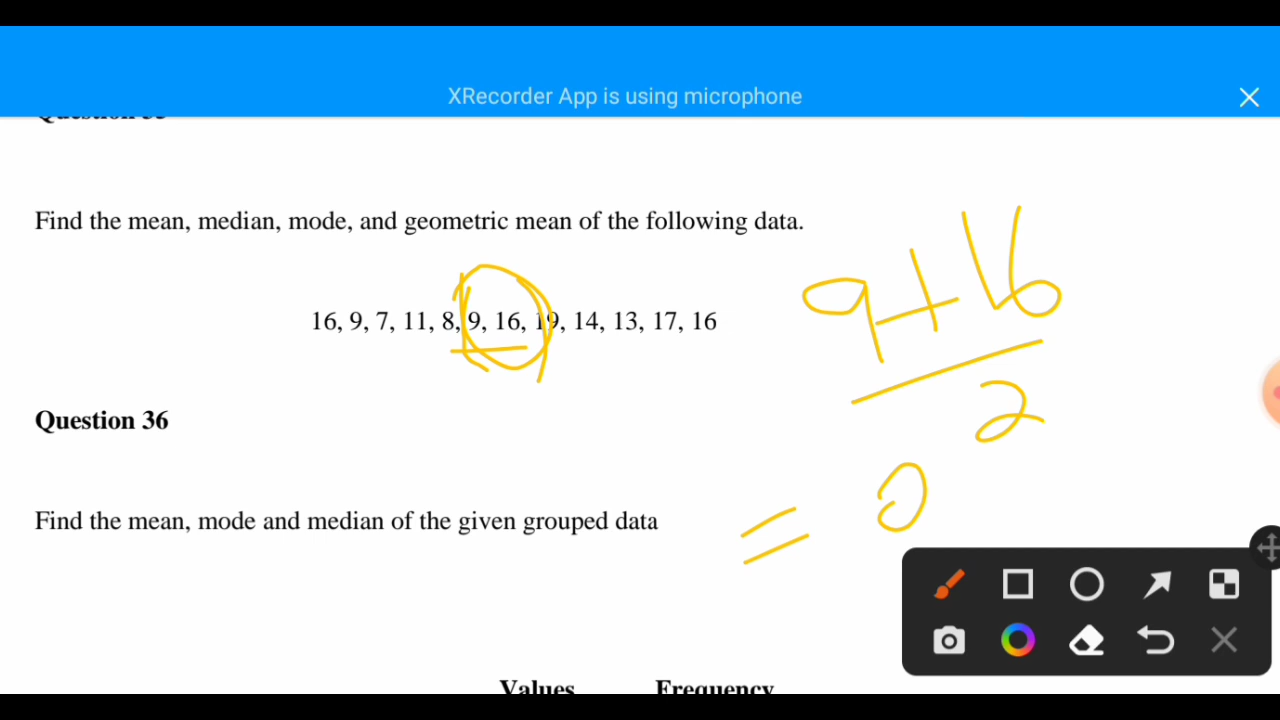 XRecorder App is using microphone
Question 35
Find the mean, median, mode, and geometric mean of the following data.
16, 9, 7, 11, 8, 9, 16, 19, 14, 13, 17, 16
9+16
2
= 0
Question 36
Find the mean, mode and median of the given grouped data
Values Frequency